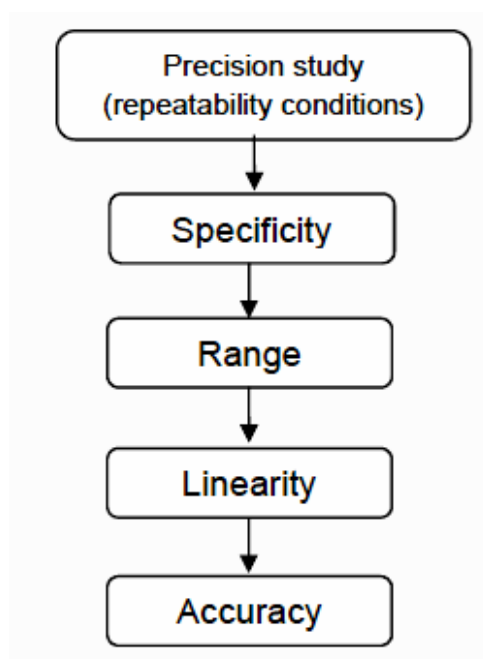 Precision study
(repeatability conditions)
Specificity
Range
Linearity
Accuracy